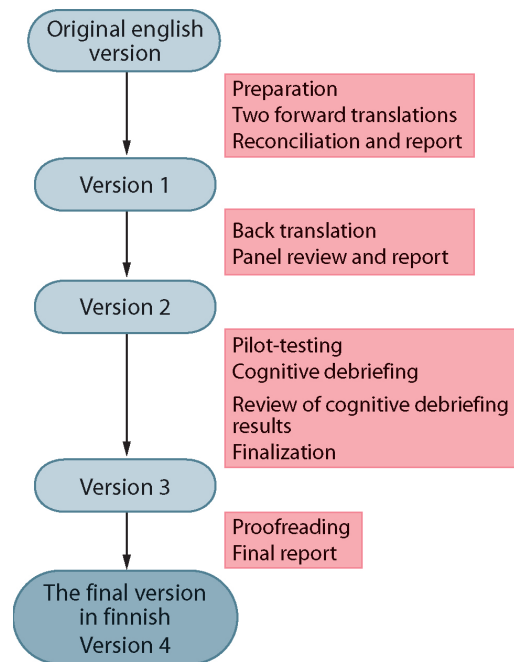 Original english
version
Preparation
Two forward translations
Reconciliation and report
Version 1
Back translation
Panel review and report
Version 2
Pilot-testing
Cognitive debriefing
Review of cognitive debriefing
results
Finalization
Version 3
Proofreading
Final report
The final version
in finnish
Version 4